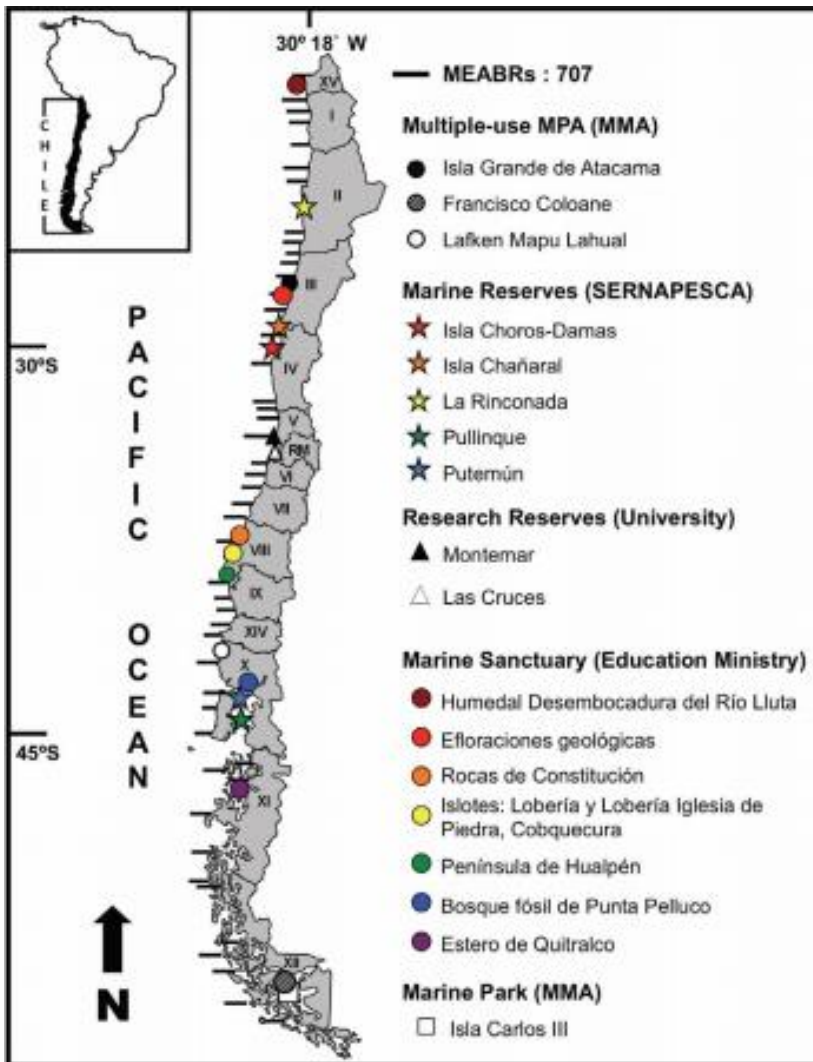 CHILE
30º 18' W
30ºS
45ºS
PACIFIC
OCEAN
N
XV
I
II
III
IV
V
RM
VI
VII
VIII
IX
XIV
X
XI
XII
MEABRs : 707
Multiple-use MPA (MMA)
Isla Grande de Atacama
Francisco Coloane
Lafken Mapu Lahual
Marine Reserves (SERNAPESCA)
Isla Choros-Damas
Isla Chañaral
La Rinconada
Pullinque
Putemún
Research Reserves (University)
Montemar
Las Cruces
Marine Sanctuary (Education Ministry)
Humedal Desembocadura del Río Lluta
Efloraciones geológicas
Rocas de Constitución
Islotes: Lobería y Lobería Iglesia de
Piedra, Cobquecura
Península de Hualpén
Bosque fósil de Punta Pelluco
Estero de Quitralco
Marine Park (MMA)
Isla Carlos III